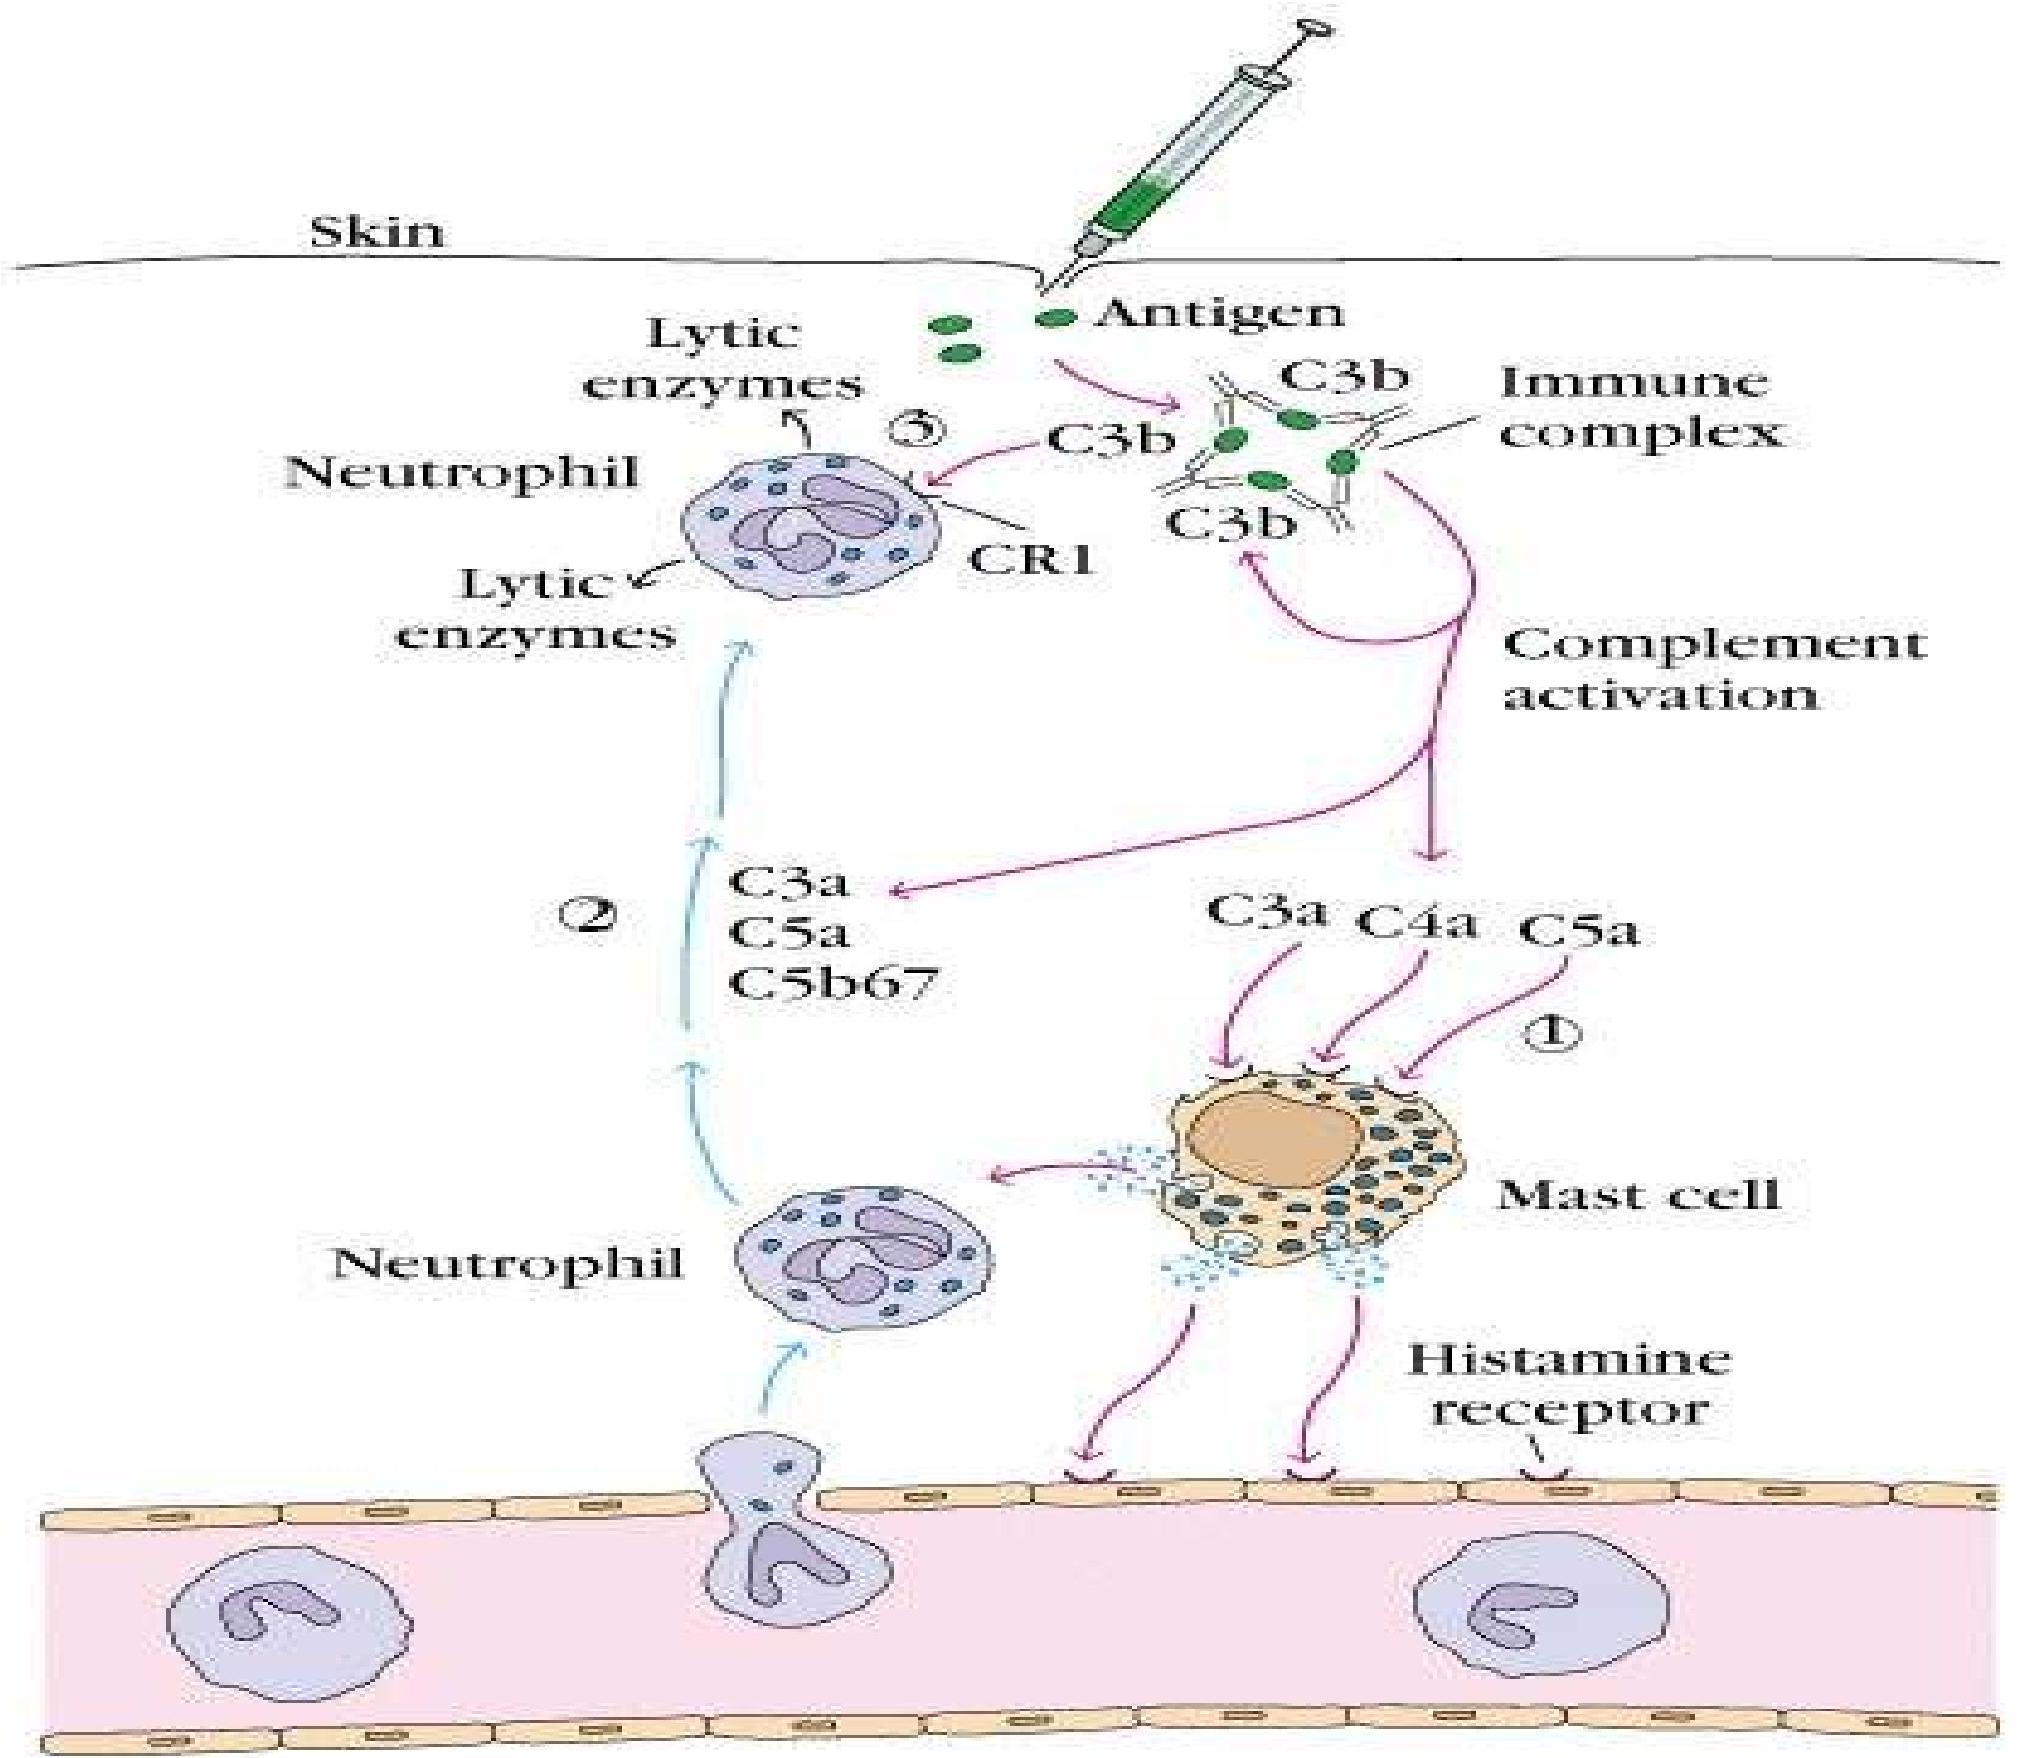 Skin
Antigen
Lytic
enzymes
C3b
Immune
complex
③
C3b
Neutrophil
C3b
CR1
Lytic
enzymes
Complement
activation
②
C3a
C5a
C5b67
C3a
C4a
C5a
①
Mast cell
Neutrophil
Histamine
receptor